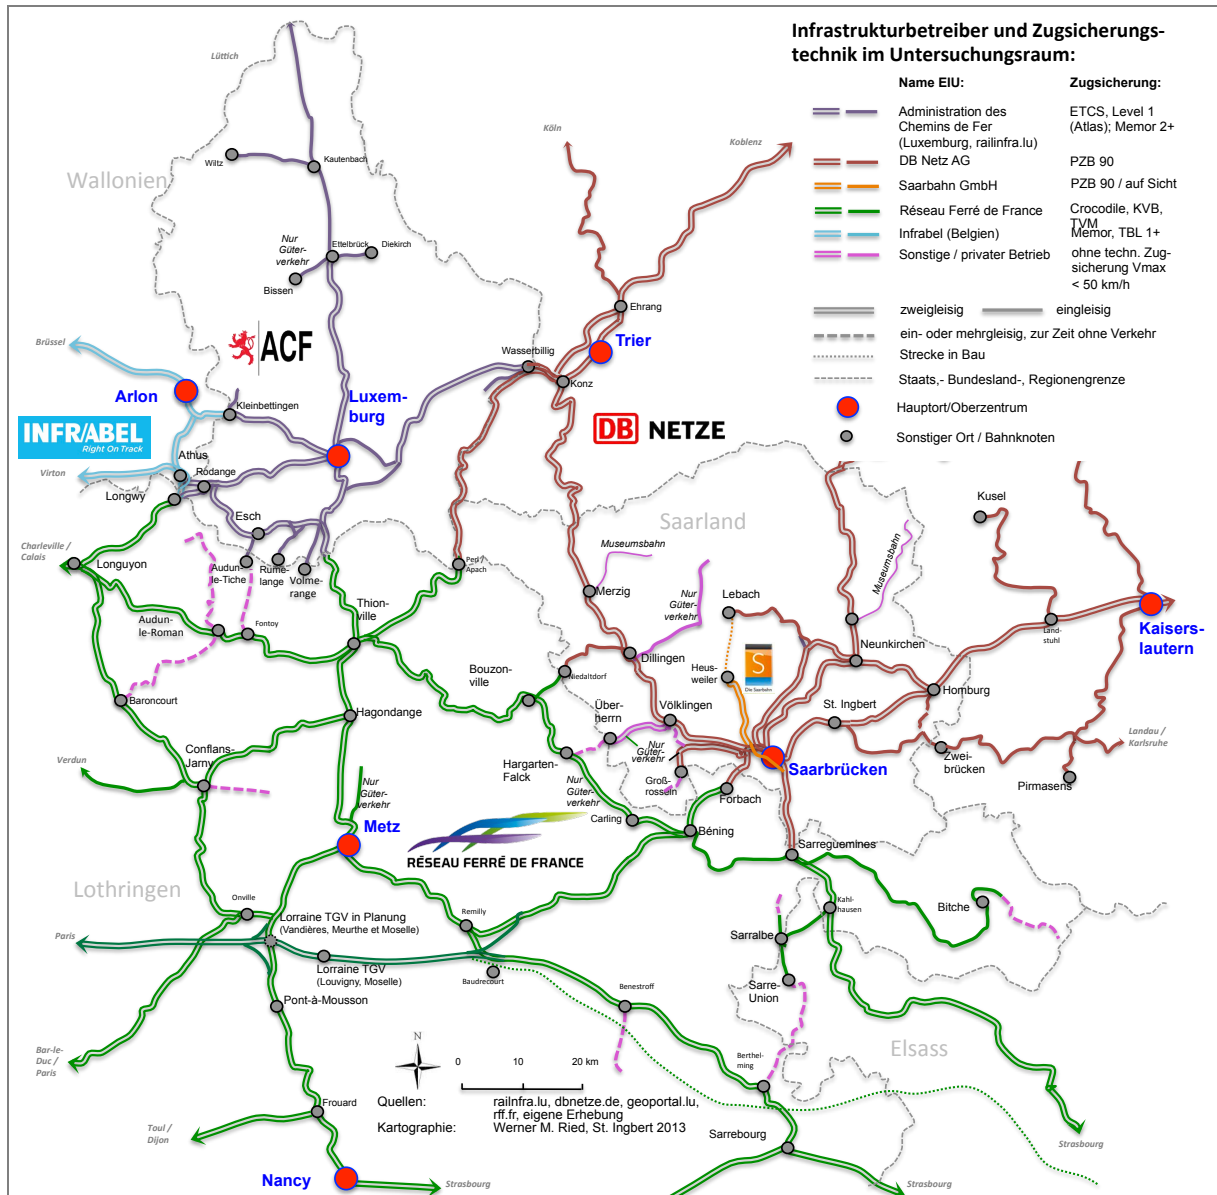 Infrastrukturbetreiber und Zugsicherungs-
technik im Untersuchungsraum:
Name EIU:
Zugsicherung:
Administration des
Chemins de Fer
(Luxemburg, railinfra.lu)
ETCS, Level 1
(Atlas); Memor 2+
DB Netz AG
PZB 90
Saarbahn GmbH
PZB 90 / auf Sicht
Réseau Ferré de France
Crocodile, KVB,
TVM
Infrabel (Belgien)
Memor, TBL 1+
Sonstige / privater Betrieb
ohne techn. Zug-
sicherung Vmax
< 50 km/h
zweigleisig
eingleisig
ein- oder mehrgleisig, zur Zeit ohne Verkehr
Strecke in Bau
Staats,- Bundesland-, Regionengrenze
Hauptort/Oberzentrum
Sonstiger Ort / Bahnknoten
Lüttich
Köln
Koblenz
Wiltz
Kautenbach
Wallonien
Nur
Güter-
verkehr
Ettelbrück
Diekirch
Bissen
Ehrang
Brüssel
ACF
Wasserbillig
Trier
Konz
Arlon
Luxem-
burg
Kleinbettingen
INFR/ABEL
Right On Track
DB NETZE
Athus
Rodange
Virton
Longwy
Esch
Saarland
Kusel
Charleville /
Calais
Longuyon
Audun-
le-Tiche
Rume-
lange
Volme-
range
Perl /
Apach
Museumsbahn
Museumsbahn
Merzig
Nur
Güter-
verkehr
Lebach
Thion-
ville
Audun-
le-Roman
Fontoy
Land-
stuhl
Kaisers-
lautern
Neunkirchen
Dillingen
Bouzon-
ville
Niedaltdorf
Heus-
weiler
S
Die Saarbahn
Baroncourt
Homburg
Hagondange
Über-
herrn
Völklingen
St. Ingbert
Conflans-
Jarny
Verdun
Landau /
Karlsruhe
Nur
Güter-
verkehr
Hargarten-
Falck
Groß-
rosseln
Saarbrücken
Zwei-
brücken
Pirmasens
Nur
Güter-
verkehr
Nur
Güter-
verkehr
Forbach
Carling
Metz
Béning
RÉSEAU FERRÉ DE FRANCE
Sarreguemines
Lothringen
Onville
Lorraine TGV in Planung
(Vandières, Meurthe et Moselle)
Remilly
Kahl-
hausen
Bitche
Paris
Sarralbe
Lorraine TGV
(Louvigny, Moselle)
Baudrecourt
Sarre-
Union
Benestroff
Pont-à-Mousson
Bar-le-
Duc /
Paris
N
Elsass
Berthel-
ming
0
10
20 km
Quellen:
railnfra.lu, dbnetze.de, geoportal.lu,
rff.fr, eigene Erhebung
Kartographie:
Werner M. Ried, St. Ingbert 2013
Frouard
Toul /
Dijon
Sarrebourg
Strasbourg
Nancy
Strasbourg
Strasbourg